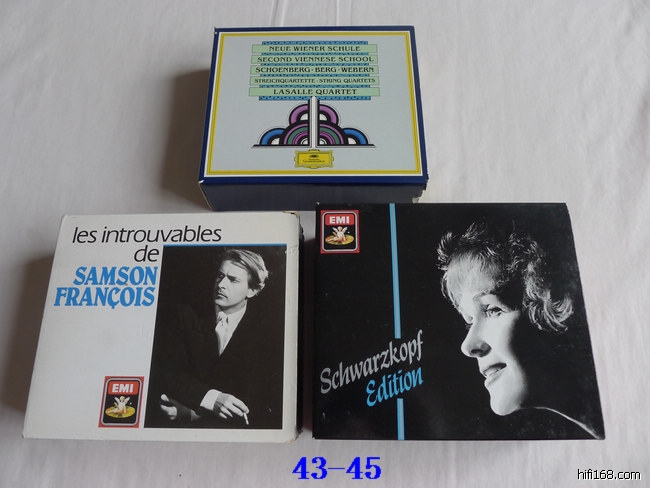 NEUE WIENER SCHULE
SECOND VIENNESE SCHOOL
SCHOENBERG · BERG · WEBERN
STREICHQUARTETTE · STRING QUARTETS
LASALLE QUARTET
les introuvables
de
SAMSON
FRANÇOIS
EMI
EMI
Schwarzkopf
Edition
43-45
hifi168.com